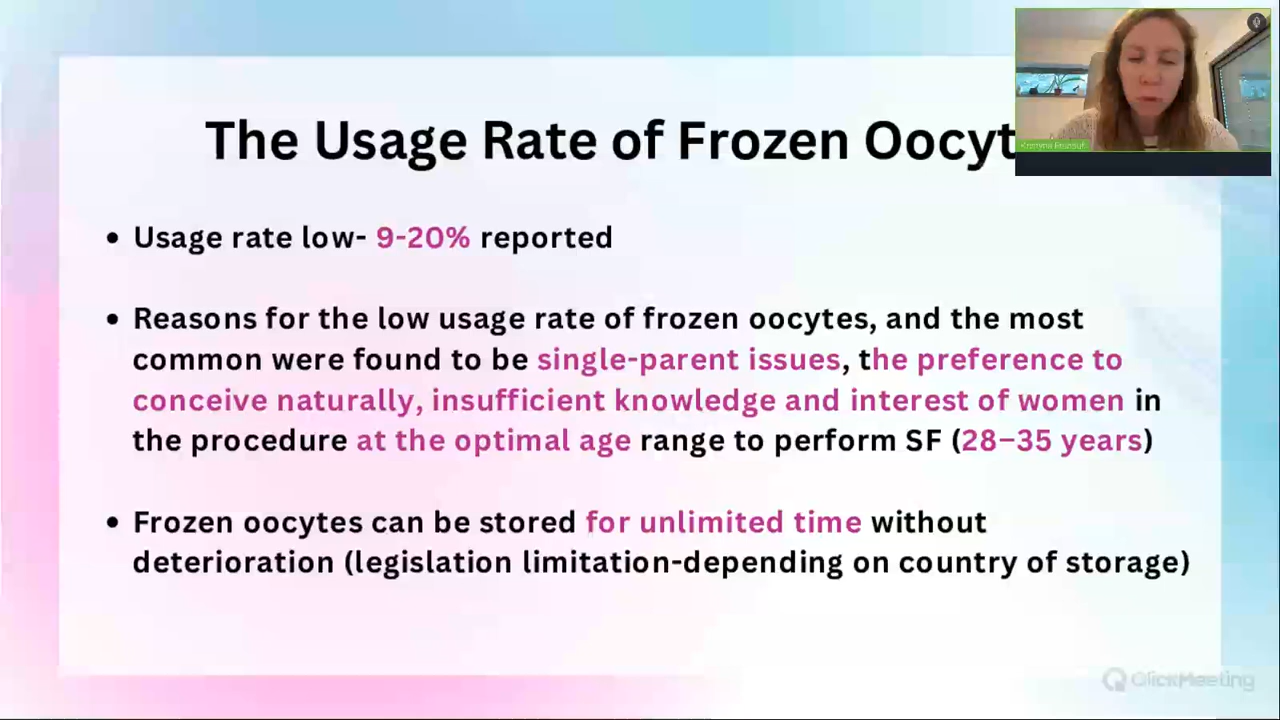 The Usage Rate of Frozen Oocyt
• Usage rate low- 9-20% reported
• Reasons for the low usage rate of frozen oocytes, and the most
common were found to be single-parent issues, the preference to
conceive naturally, insufficient knowledge and interest of women in
the procedure at the optimal age range to perform SF (28–35 years)
• Frozen oocytes can be stored for unlimited time without
deterioration (legislation limitation-depending on country of storage)
ClickMeeting